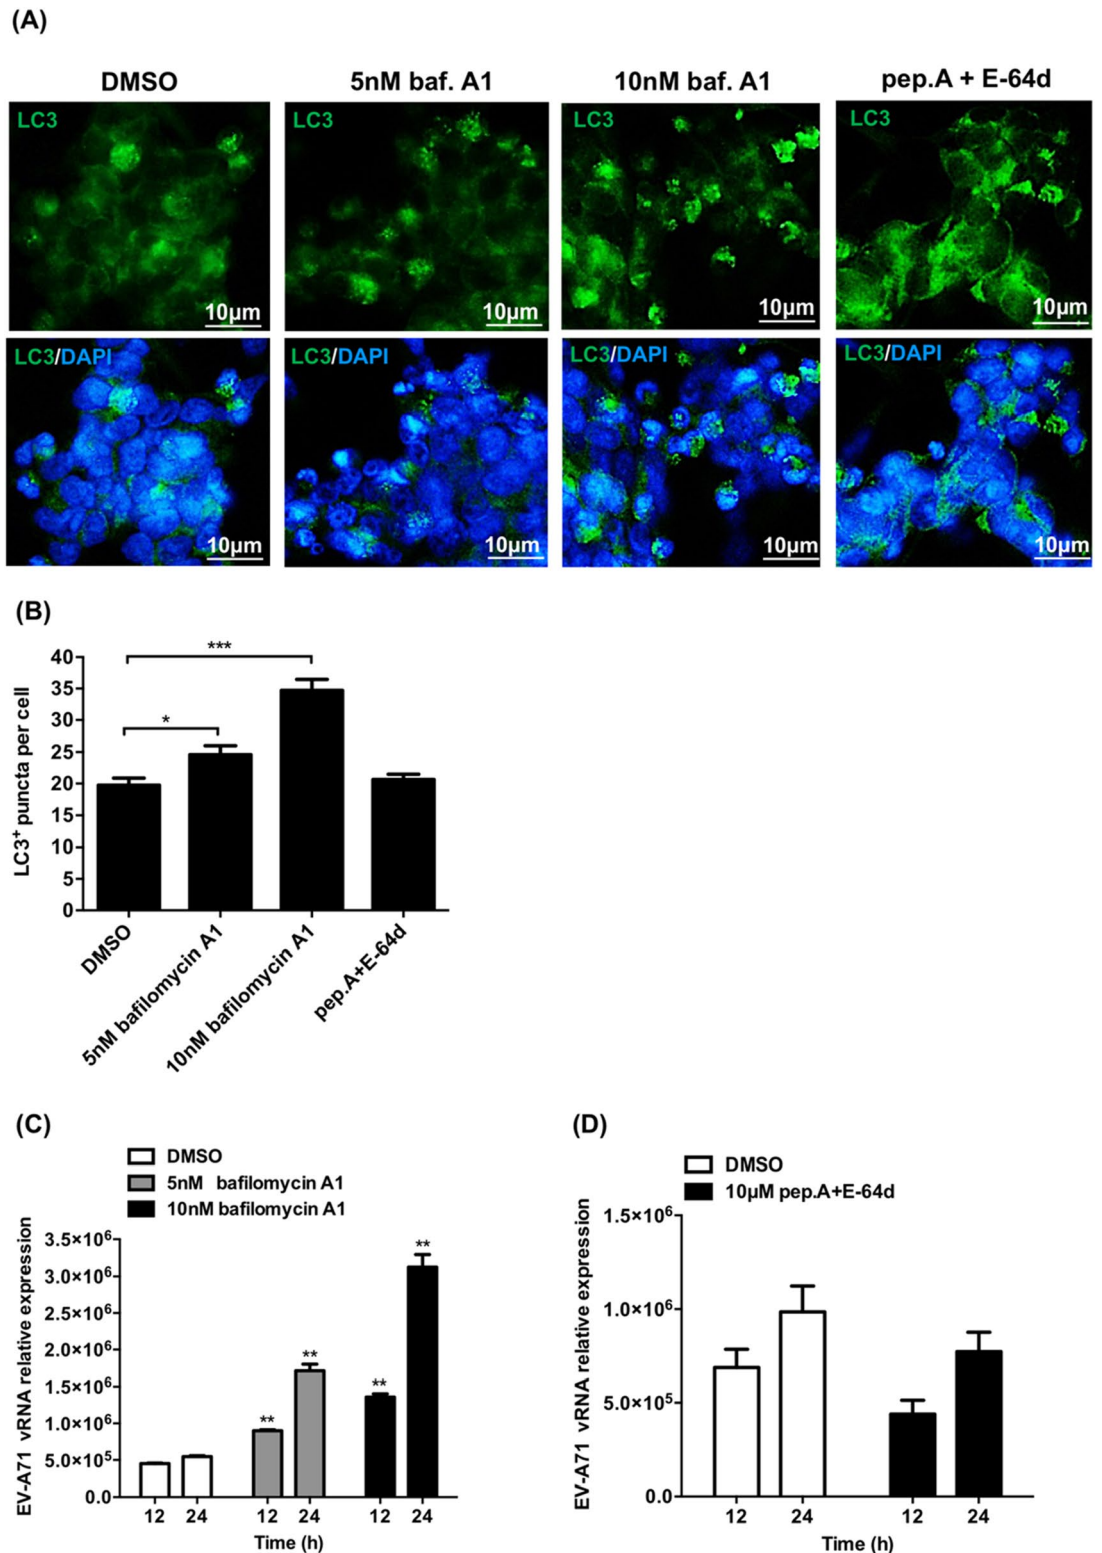 (A)
DMSO 5nM baf. A1 10nM baf. A1 pep.A + E-64d
LC3 LC3 LC3 LC3
10µm 10µm 10µm 10µm
LC3/DAPI LC3/DAPI LC3/DAPI LC3/DAPI
10µm 10µm 10µm 10µm
(B)
LC3⁺ puncta per cell
40
35
30
25
20
15
10
5
0
***
*
DMSO
5nM bafilomycin A1
10nM bafilomycin A1
pep.A+E-64d
(C)
DMSO
5nM bafilomycin A1
10nM bafilomycin A1
EV-A71 vRNA relative expression
3.5×10⁶
3.0×10⁶
2.5×10⁶
2.0×10⁶
1.5×10⁶
1.0×10⁶
5.0×10⁵
0.0
** ** ** **
12 24 12 24 12 24
Time (h)
(D)
DMSO
10µM pep.A+E-64d
EV-A71 vRNA relative expression
1.5×10⁶
1.0×10⁶
5.0×10⁵
0.0
12 24 12 24
Time (h)